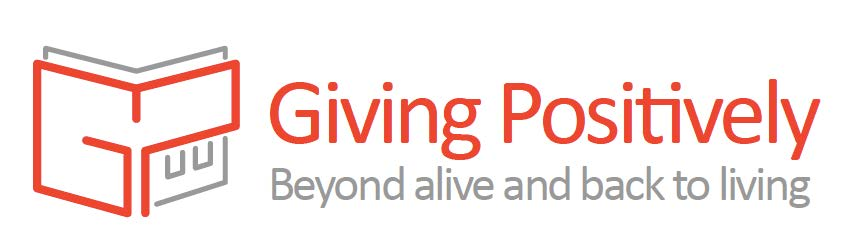 Giving Positively
Beyond alive and back to living